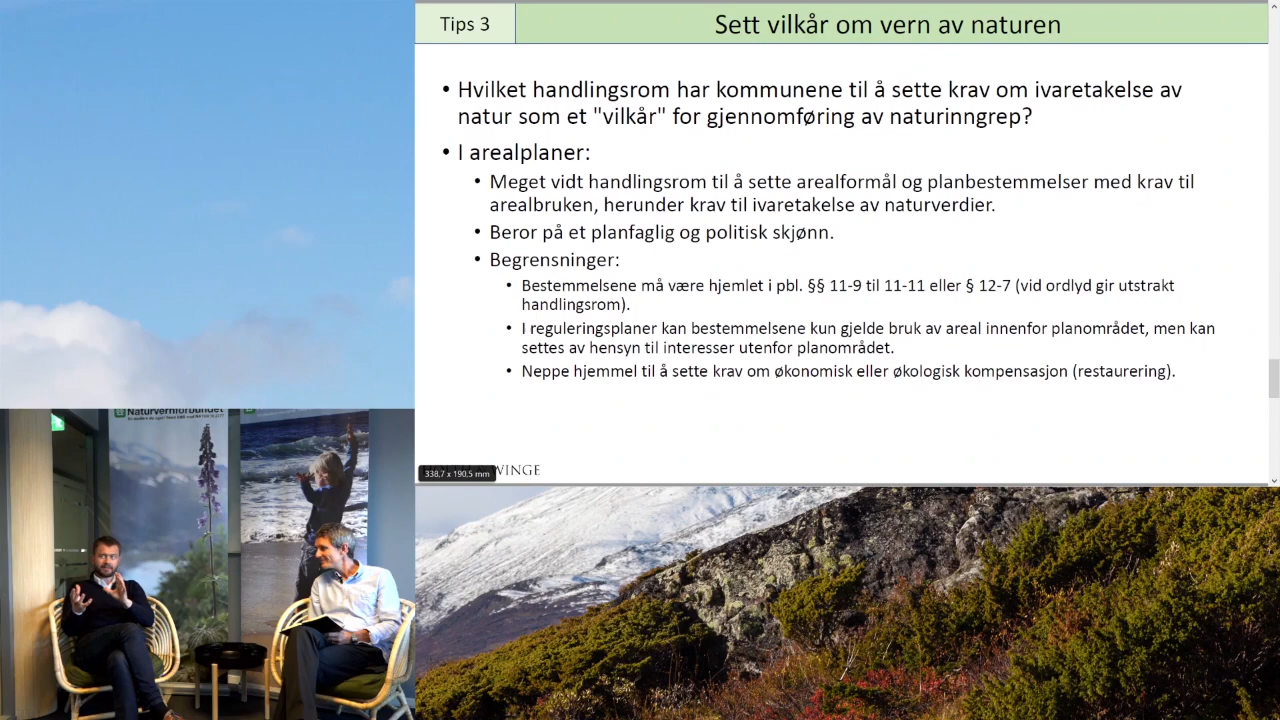 Tips 3
Sett vilkår om vern av naturen
• Hvilket handlingsrom har kommunene til å sette krav om ivaretakelse av
natur som et "vilkår" for gjennomføring av naturinngrep?
• I arealplaner:
• Meget vidt handlingsrom til å sette arealformål og planbestemmelser med krav til
arealbruken, herunder krav til ivaretakelse av naturverdier.
• Beror på et planfaglig og politisk skjønn.
• Begrensninger:
• Bestemmelsene må være hjemlet i pbl. §§ 11-9 til 11-11 eller § 12-7 (vid ordlyd gir utstrakt
handlingsrom).
• I reguleringsplaner kan bestemmelsene kun gjelde bruk av areal innenfor planområdet, men kan
settes av hensyn til interesser utenfor planområdet.
• Neppe hjemmel til å sette krav om økonomisk eller økologisk kompensasjon (restaurering).
WINGE
338,7 x 190,5 mm
Naturvernforbundet